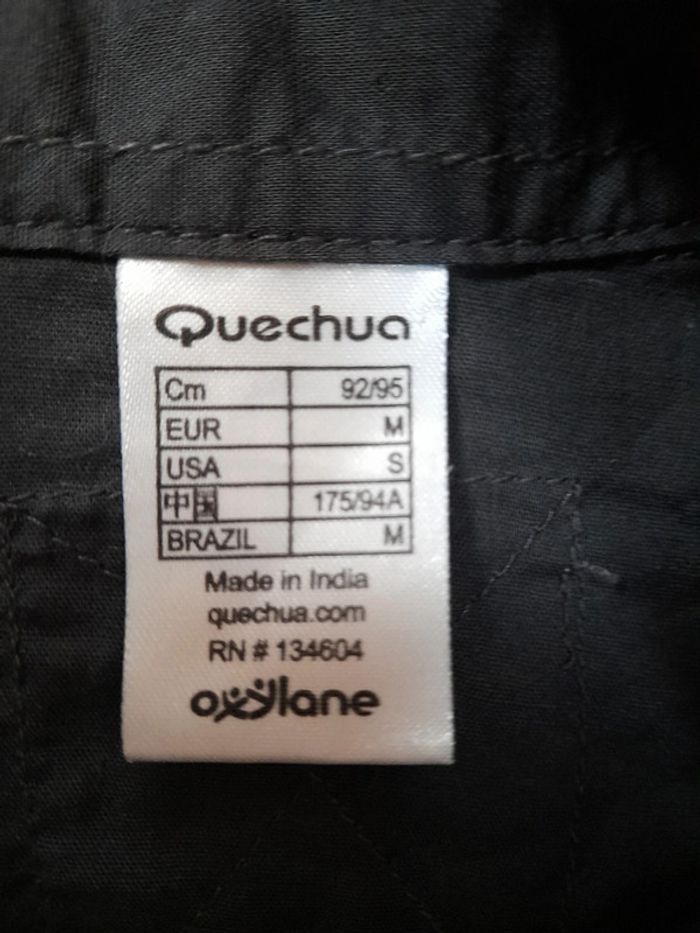 Quechua
Cm 92/95
EUR M
USA S
中国 175/94A
BRAZIL M
Made in India
quechua.com
RN # 134604
oxylane